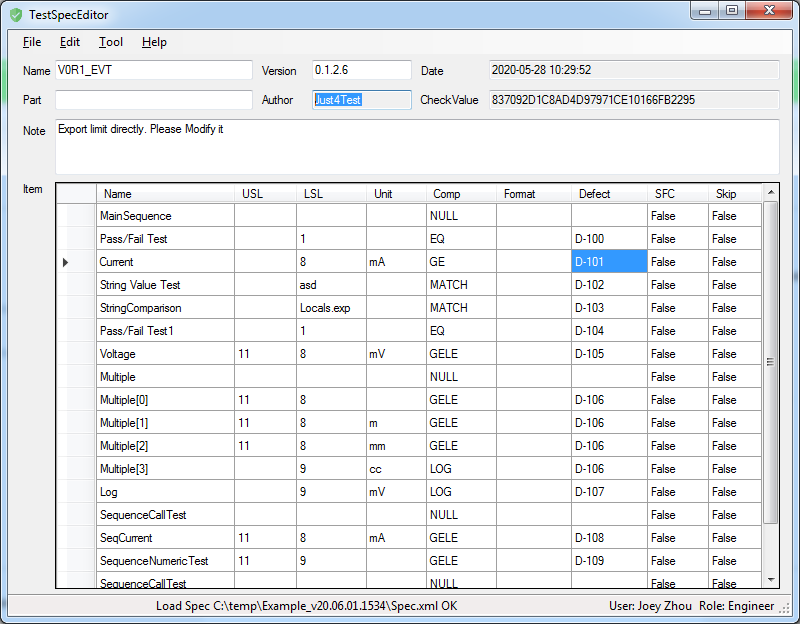 TestSpecEditor
File Edit Tool Help
Name V0R1_EVT Version 0.1.2.6 Date 2020-05-28 10:29:52
Part Author Just4Test CheckValue 837092D1C8AD4D97971CE10166FB2295
Note Export limit directly. Please Modify it
Item Name USL LSL Unit Comp Format Defect SFC Skip
MainSequence NULL False False
Pass/Fail Test 1 EQ D-100 False False
Current 8 mA GE D-101 False False
String Value Test asd MATCH D-102 False False
StringComparison Locals.exp MATCH D-103 False False
Pass/Fail Test1 1 EQ D-104 False False
Voltage 11 8 mV GELE D-105 False False
Multiple NULL False False
Multiple[0] 11 8 GELE D-106 False False
Multiple[1] 11 8 m GELE D-106 False False
Multiple[2] 11 8 mm GELE D-106 False False
Multiple[3] 9 cc LOG D-106 False False
Log 9 mV LOG D-107 False False
SequenceCallTest NULL False False
SeqCurrent 11 8 mA GELE D-108 False False
SequenceNumericTest 11 9 GELE D-109 False False
SequenceCallTest NULL False False
Load Spec C:\temp\Example_v20.06.01.1534\Spec.xml OK User: Joey Zhou Role: Engineer